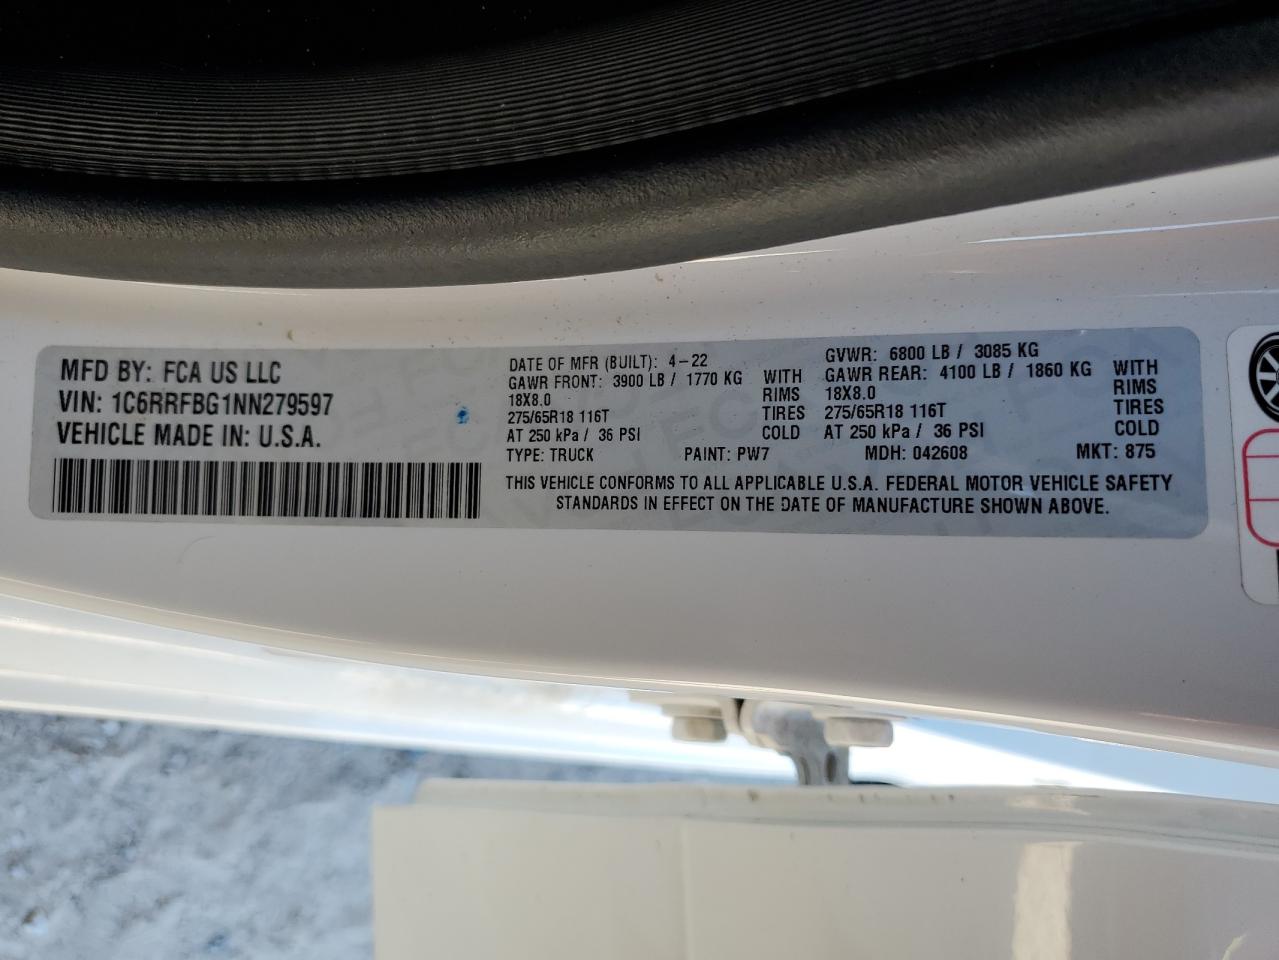 MFD BY: FCA US LLC
VIN: 1C6RRFBG1NN279597
VEHICLE MADE IN: U.S.A.
DATE OF MFR (BUILT): 4-22 GVWR: 6800 LB / 3085 KG
GAWR FRONT: 3900 LB / 1770 KG WITH GAWR REAR: 4100 LB / 1860 KG WITH
18X8.0 RIMS 18X8.0 RIMS
275/65R18 116T TIRES 275/65R18 116T TIRES
AT 250 kPa / 36 PSI COLD AT 250 kPa / 36 PSI COLD
TYPE: TRUCK PAINT: PW7 MDH: 042608 MKT: 875
THIS VEHICLE CONFORMS TO ALL APPLICABLE U.S.A. FEDERAL MOTOR VEHICLE SAFETY
STANDARDS IN EFFECT ON THE DATE OF MANUFACTURE SHOWN ABOVE.